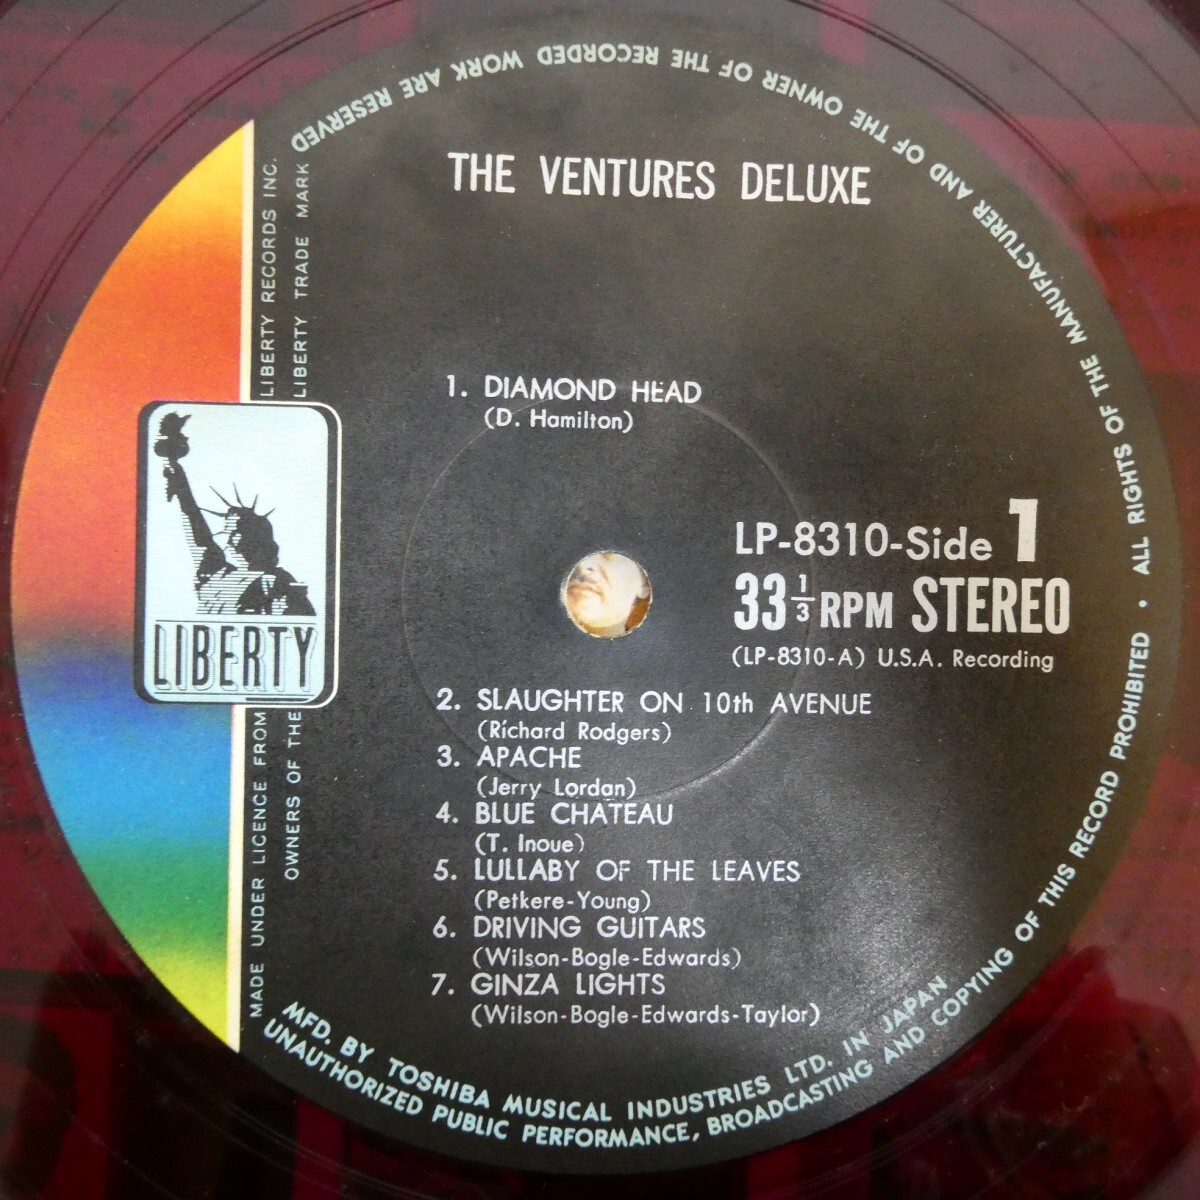 THE VENTURES DELUXE
1. DIAMOND HEAD
(D. Hamilton)
LP-8310-Side 1
33 1/3 RPM STEREO
(LP-8310-A) U.S.A. Recording
2. SLAUGHTER ON 10th AVENUE
(Richard Rodgers)
3. APACHE
(Jerry Lordan)
4. BLUE CHATEAU
(T. Inoue)
5. LULLABY OF THE LEAVES
(Petkere-Young)
6. DRIVING GUITARS
(Wilson-Bogle-Edwards)
7. GINZA LIGHTS
(Wilson-Bogle-Edwards-Taylor)
LIBERTY
MADE UNDER LICENCE FROM LIBERTY RECORDS INC.
OWNERS OF THE LIBERTY TRADE MARK
MFD. BY TOSHIBA MUSICAL INDUSTRIES LTD. IN JAPAN
UNAUTHORIZED PUBLIC PERFORMANCE, BROADCASTING AND COPYING OF THIS RECORD PROHIBITED • ALL RIGHTS OF THE MANUFACTURER AND OF THE OWNER OF THE RECORDED WORK ARE RESERVED